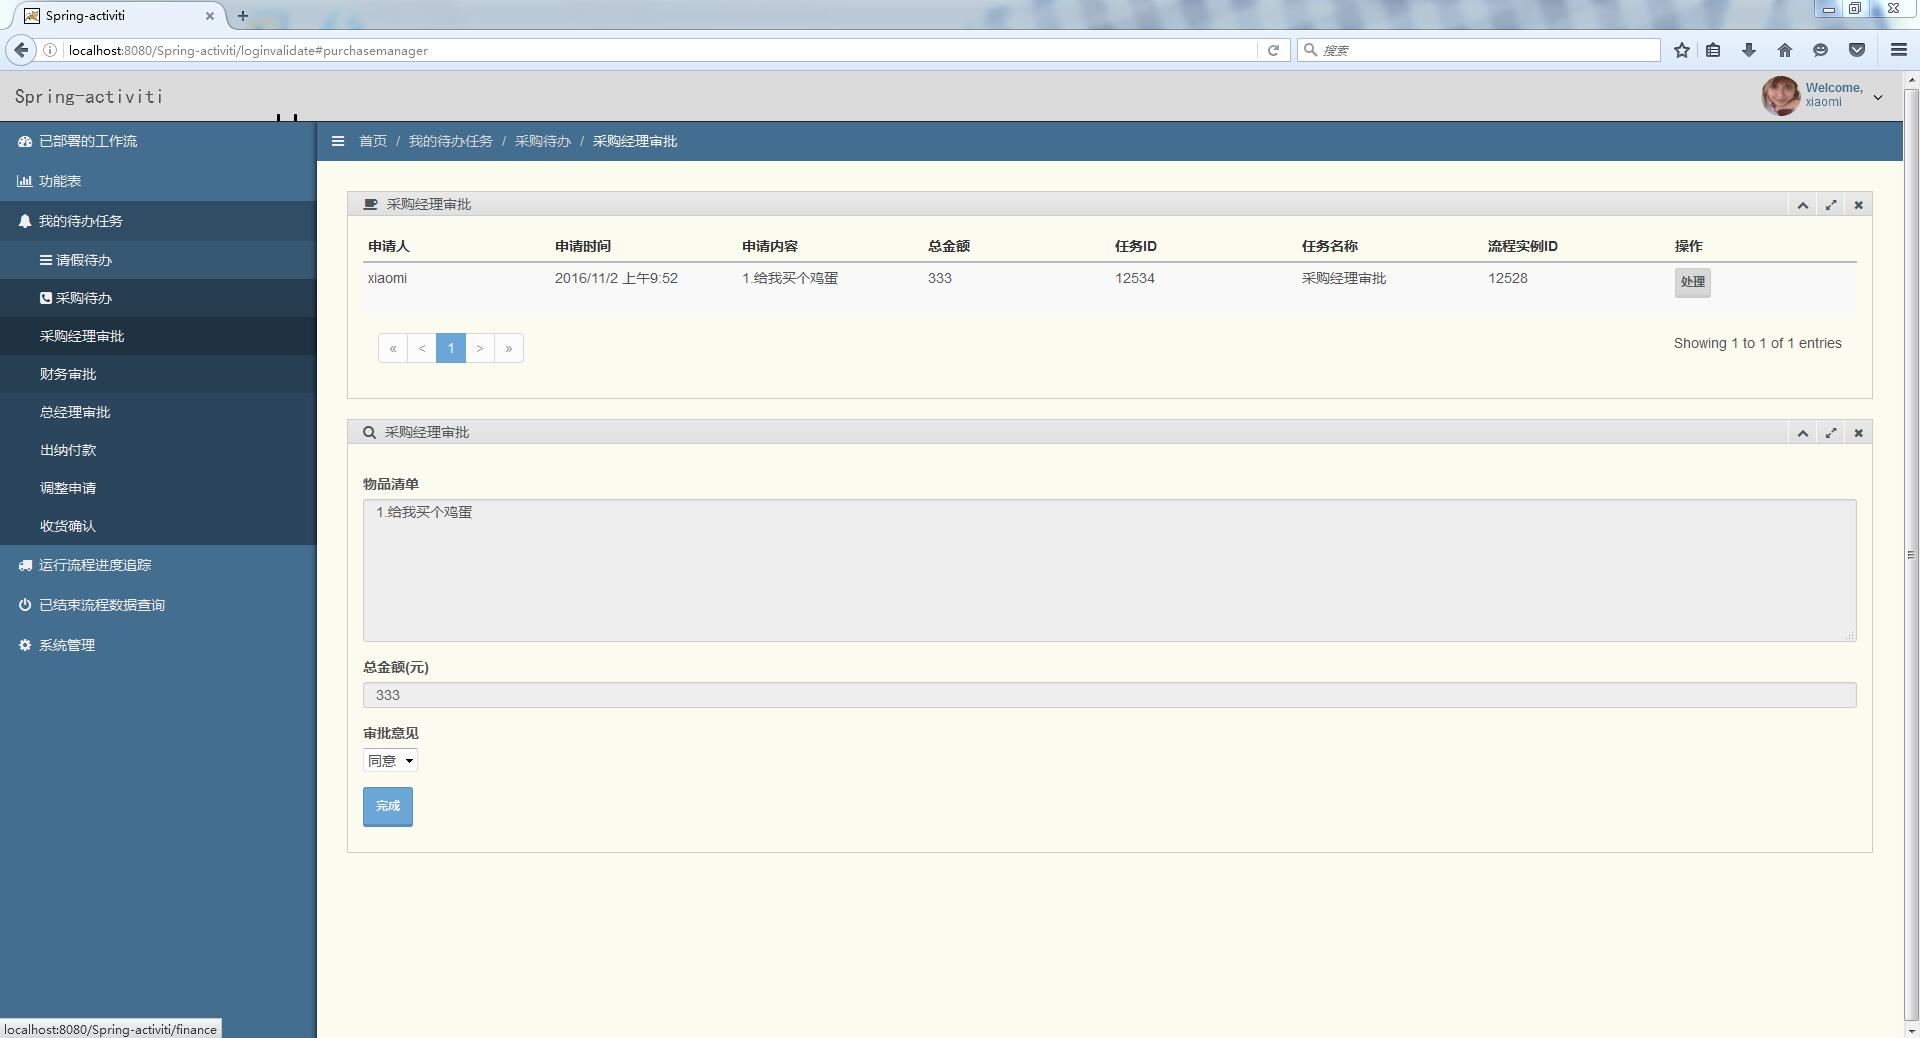 Spring-activiti
localhost:8080/Spring-activiti/loginvalidate#purchasemanager
搜索
Spring-activiti
Welcome,
xiaomi
已部署的工作流
功能表
我的待办任务
请假待办
采购待办
采购经理审批
财务审批
总经理审批
出纳付款
调整申请
收货确认
运行流程进度追踪
已结束流程数据查询
系统管理
首页 / 我的待办任务 / 采购待办 / 采购经理审批
采购经理审批
申请人 申请时间 申请内容 总金额 任务ID 任务名称 流程实例ID 操作
xiaomi 2016/11/2 上午9:52 1.给我买个鸡蛋 333 12534 采购经理审批 12528 处理
« < 1 > »
Showing 1 to 1 of 1 entries
采购经理审批
物品清单
1.给我买个鸡蛋
总金额(元)
333
审批意见
同意
完成
localhost:8080/Spring-activiti/finance